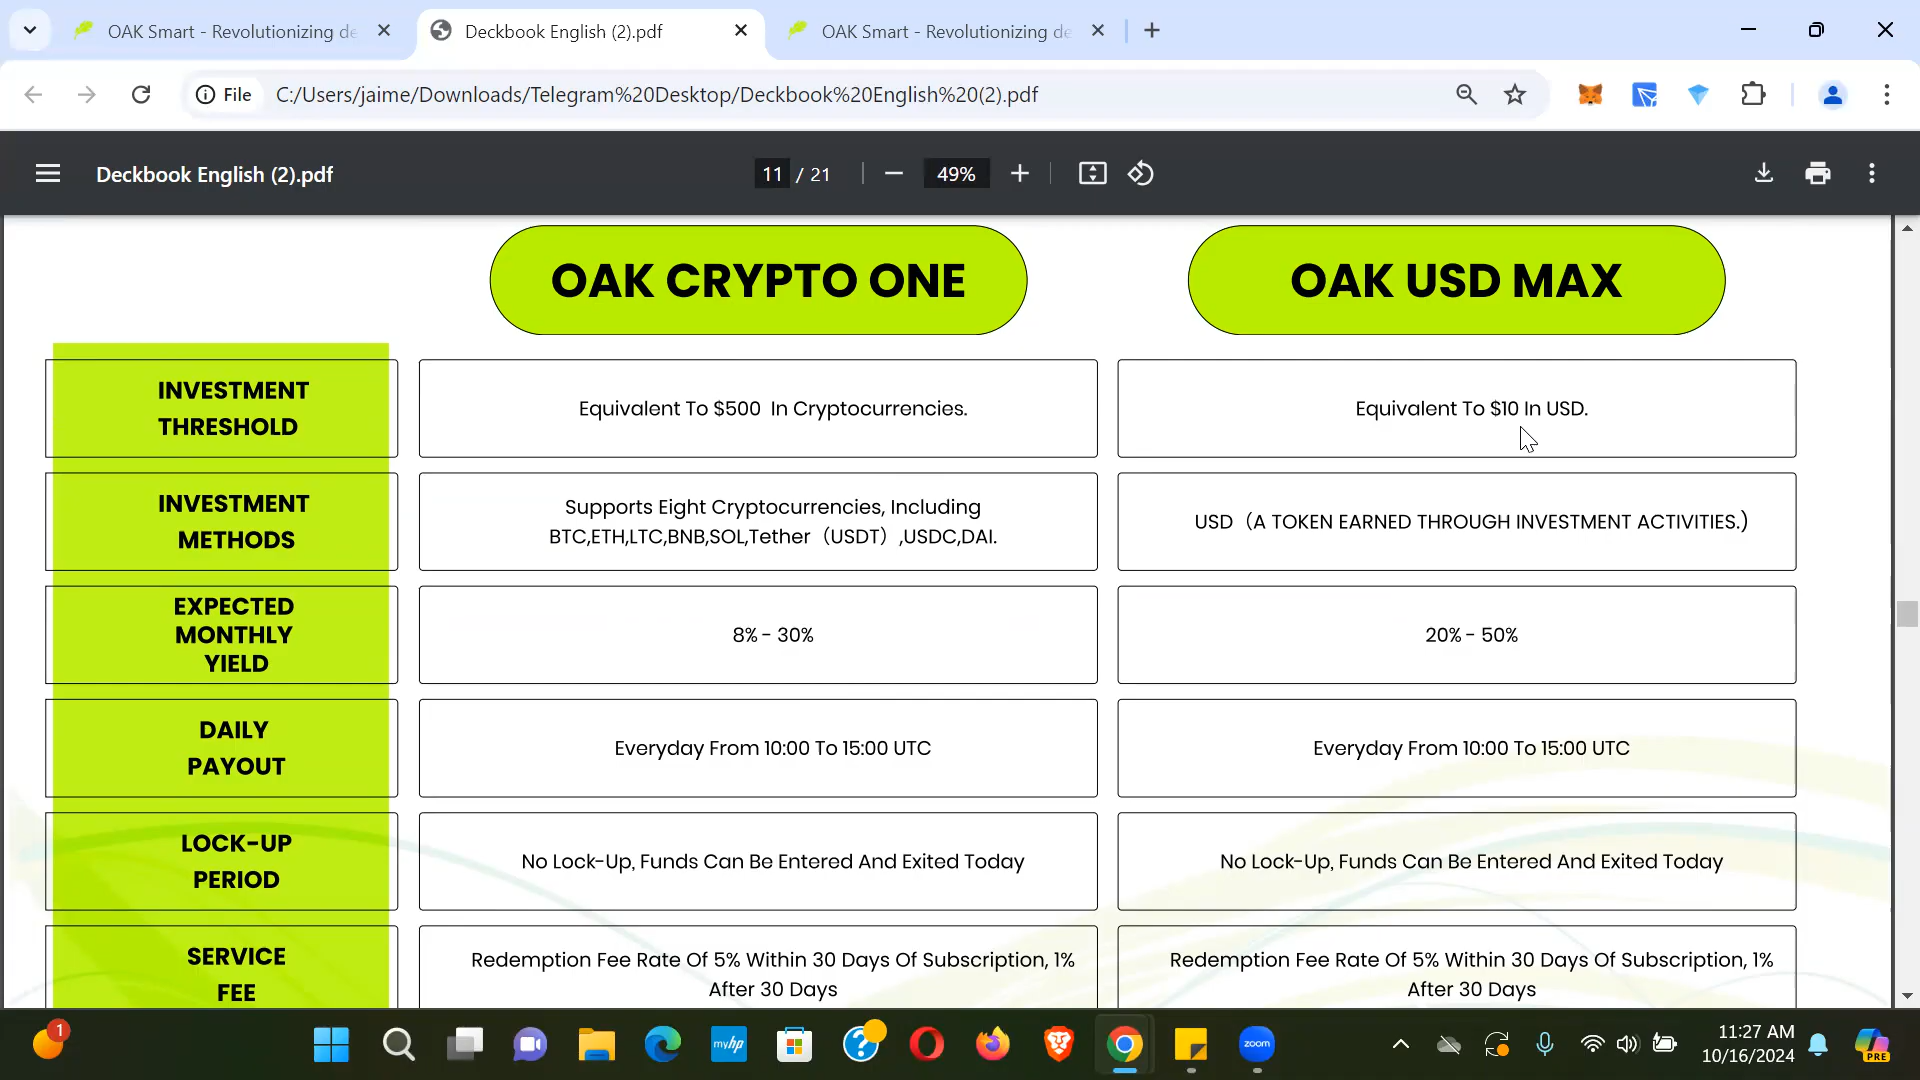 OAK Smart - Revolutionizing de
Deckbook English (2).pdf
OAK Smart - Revolutionizing de
File
C:/Users/jaime/Downloads/Telegram%20Desktop/Deckbook%20English%20(2).pdf
Deckbook English (2).pdf
11 / 21
49%
OAK CRYPTO ONE
OAK USD MAX
INVESTMENT
THRESHOLD
Equivalent To $500 In Cryptocurrencies.
Equivalent To $10 In USD.
INVESTMENT
METHODS
Supports Eight Cryptocurrencies, Including
BTC,ETH,LTC,BNB,SOL,Tether（USDT）,USDC,DAI.
USD（A TOKEN EARNED THROUGH INVESTMENT ACTIVITIES.)
EXPECTED
MONTHLY
YIELD
8% - 30%
20% - 50%
DAILY
PAYOUT
Everyday From 10:00 To 15:00 UTC
Everyday From 10:00 To 15:00 UTC
LOCK-UP
PERIOD
No Lock-Up, Funds Can Be Entered And Exited Today
No Lock-Up, Funds Can Be Entered And Exited Today
SERVICE
FEE
Redemption Fee Rate Of 5% Within 30 Days Of Subscription, 1%
After 30 Days
Redemption Fee Rate Of 5% Within 30 Days Of Subscription, 1%
After 30 Days
1
myhp
zoom
11:27 AM
10/16/2024
PRE